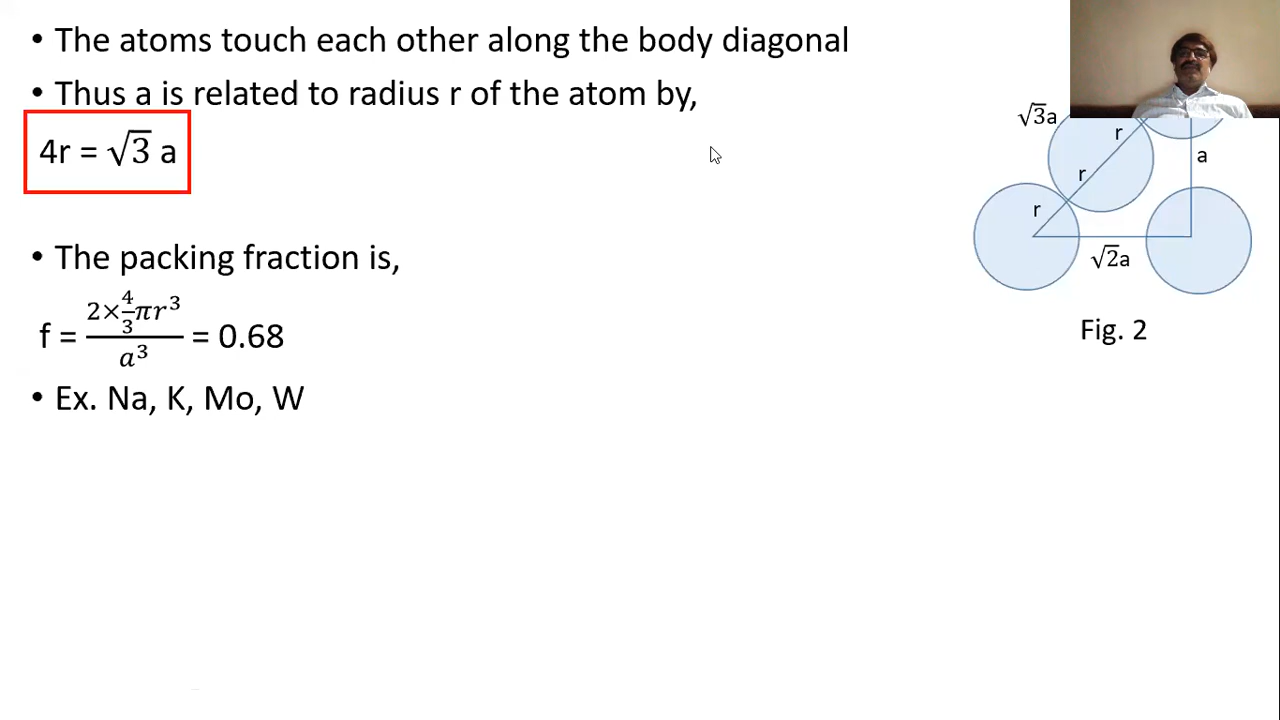 • The atoms touch each other along the body diagonal
• Thus a is related to radius r of the atom by,
4r = √3 a
• The packing fraction is,
f = (2×4/3πr³)/a³ = 0.68
• Ex. Na, K, Mo, W
√3a
r
a
r
r
√2a
Fig. 2